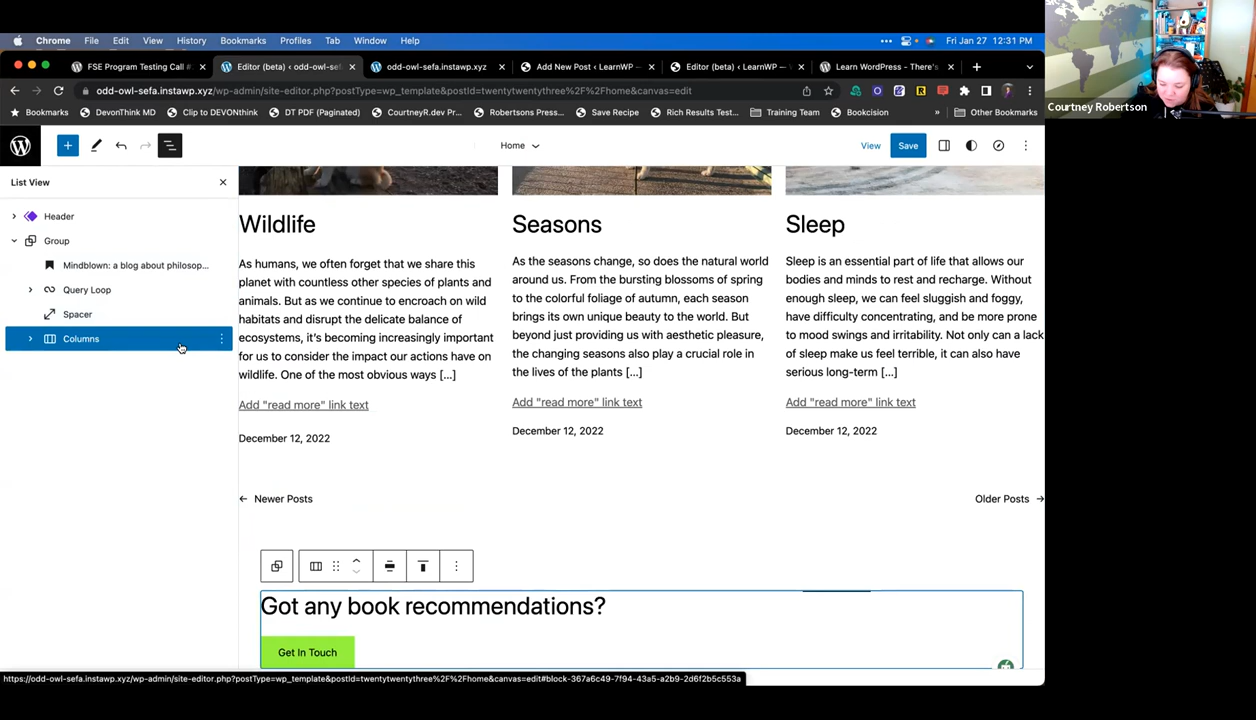 Chrome File Edit View History Bookmarks Profiles Tab Window Help
Fri Jan 27 12:31 PM
FSE Program Testing Call #
Editor (beta) ‹ odd-owl-sefa
odd-owl-sefa.instawp.xyz
Add New Post ‹ LearnWP —
Editor (beta) ‹ LearnWP —
Learn WordPress - There's
odd-owl-sefa.instawp.xyz/wp-admin/site-editor.php?postType=wp_template&postId=twentytwentythree%2F%2Fhome&canvas=edit
Bookmarks
DevonThink MD
Clip to DEVONthink
DT PDF (Paginated)
CourtneyR.dev Pr...
Robertsons Press...
Save Recipe
Rich Results Test...
Training Team
Bookcision
»
Other Bookmarks
Courtney Robertson
Home
View
Save
List View
Header
Group
Mindblown: a blog about philosop...
Query Loop
Spacer
Columns
Wildlife
As humans, we often forget that we share this
planet with countless other species of plants and
animals. But as we continue to encroach on wild
habitats and disrupt the delicate balance of
ecosystems, it's becoming increasingly important
for us to consider the impact our actions have on
wildlife. One of the most obvious ways [...]
Add "read more" link text
December 12, 2022
Seasons
As the seasons change, so does the natural world
around us. From the bursting blossoms of spring
to the colorful foliage of autumn, each season
brings its own unique beauty to the world. But
beyond just providing us with aesthetic pleasure,
the changing seasons also play a crucial role in
the lives of the plants [...]
Add "read more" link text
December 12, 2022
Sleep
Sleep is an essential part of life that allows our
bodies and minds to rest and recharge. Without
enough sleep, we can feel sluggish and foggy,
have difficulty concentrating, and be more prone
to mood swings and irritability. Not only can a lack
of sleep make us feel terrible, it can also have
serious long-term [...]
Add "read more" link text
December 12, 2022
← Newer Posts
Older Posts →
Got any book recommendations?
Get In Touch
https://odd-owl-sefa.instawp.xyz/wp-admin/site-editor.php?postType=wp_template&postId=twentytwentythree%2F%2Fhome&canvas=edit#block-367a6c49-7f94-43a5-a2b9-2d6f2b5c553a